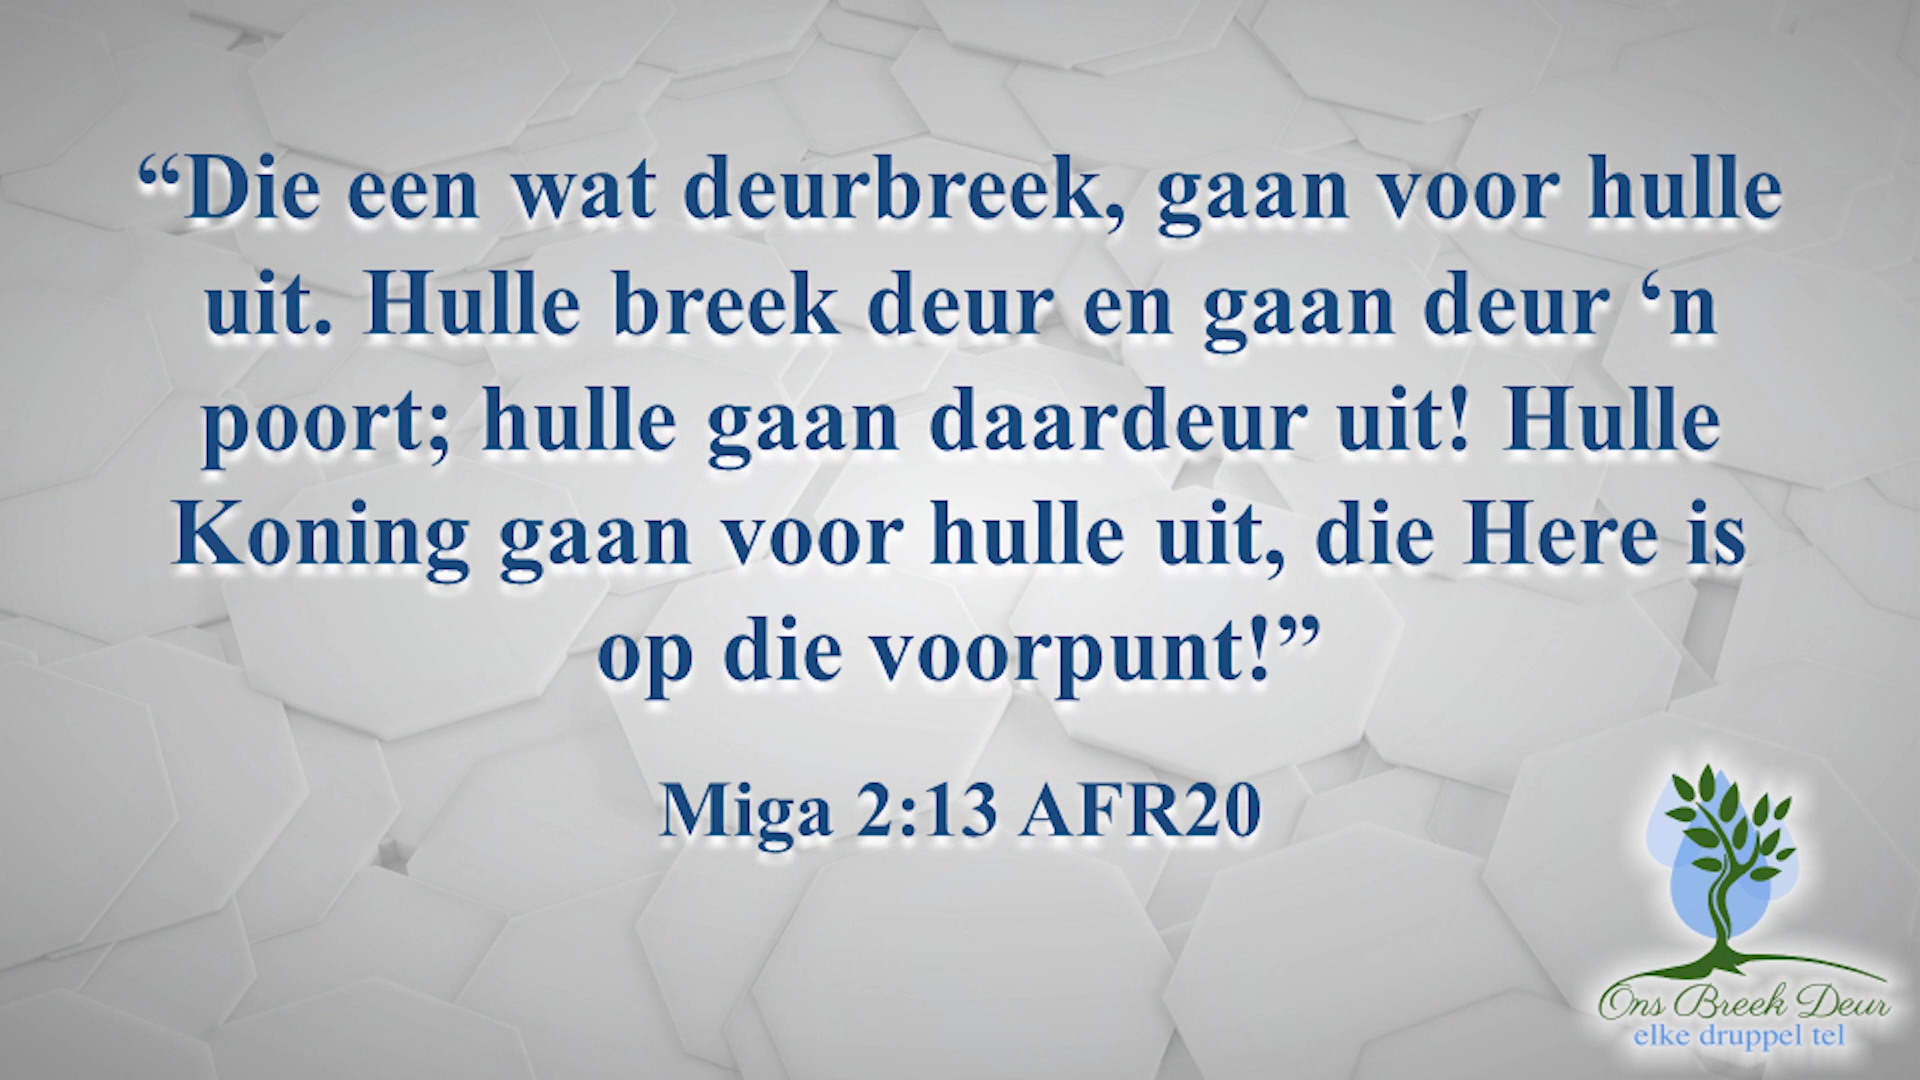 “Die een wat deurbreek, gaan voor hulle
uit. Hulle breek deur en gaan deur ‘n
poort; hulle gaan daardeur uit! Hulle
Koning gaan voor hulle uit, die Here is
op die voorpunt!”
Miga 2:13 AFR20
Ons Breek Deur
elke druppel tel